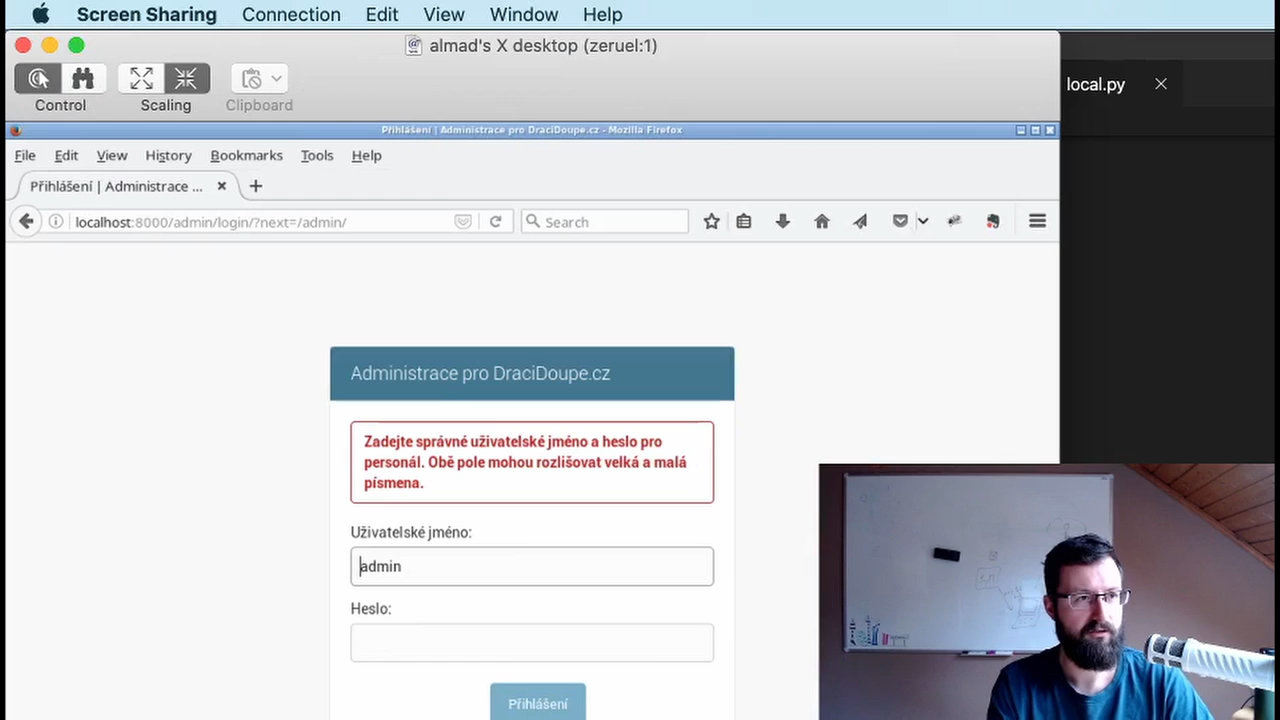 Screen Sharing Connection Edit View Window Help
almad's X desktop (zeruel:1)
Control Scaling Clipboard
local.py
Přihlášení | Administrace pro DraciDoupe.cz - Mozilla Firefox
File Edit View History Bookmarks Tools Help
Přihlášení | Administrace ...
localhost:8000/admin/login/?next=/admin/
Search
Administrace pro DraciDoupe.cz
Zadejte správné uživatelské jméno a heslo pro
personál. Obě pole mohou rozlišovat velká a malá
písmena.
Uživatelské jméno:
admin
Heslo:
Přihlášení